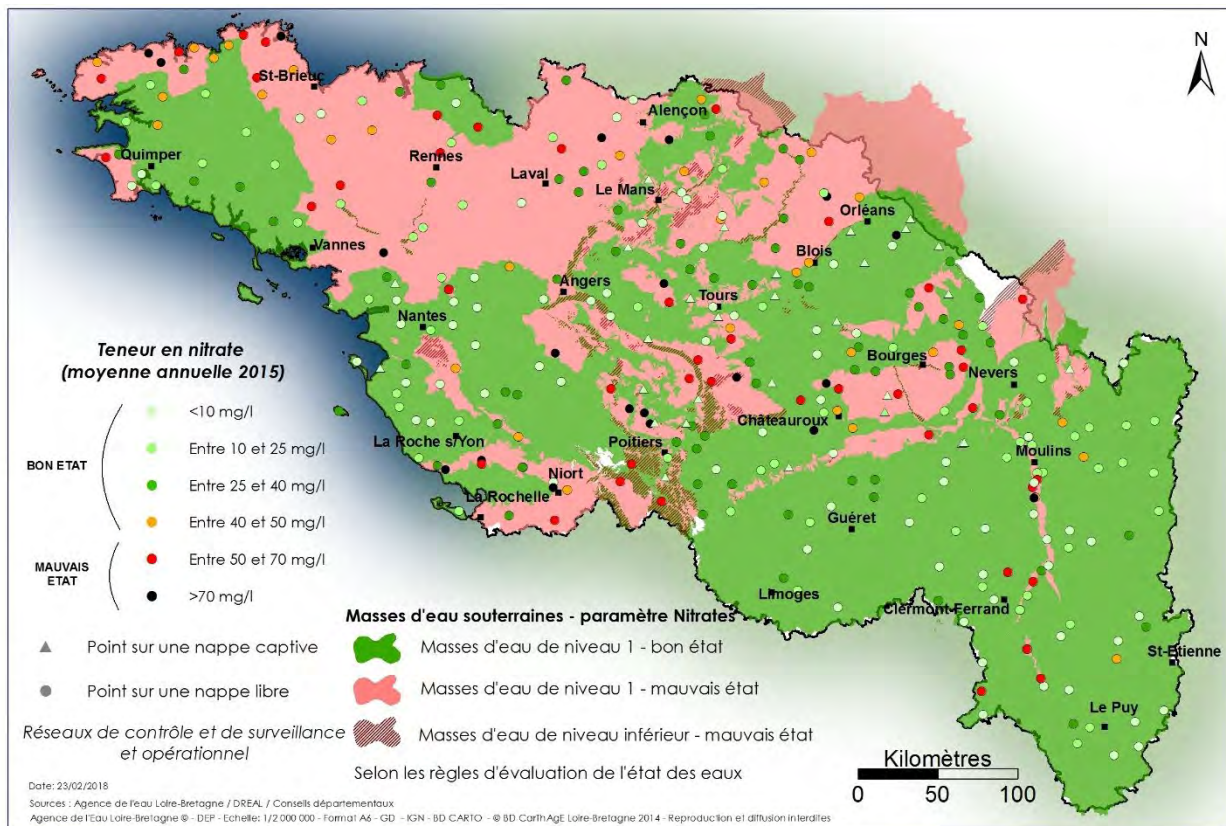 N
St-Brieuc
Alençon
Quimper
Rennes
Laval
Le Mans
Orléans
Vannes
Blois
Angers
Tours
Nantes
Bourges
Nevers
Châteauroux
La Roche s/Yon
Poitiers
Moulins
Niort
La Rochelle
Guéret
Limoges
Clermont-Ferrand
St-Etienne
Le Puy
Teneur en nitrate
(moyenne annuelle 2015)
BON ETAT
<10 mg/l
Entre 10 et 25 mg/l
Entre 25 et 40 mg/l
Entre 40 et 50 mg/l
MAUVAIS
ETAT
Entre 50 et 70 mg/l
>70 mg/l
Point sur une nappe captive
Point sur une nappe libre
Réseaux de contrôle et de surveillance
et opérationnel
Masses d'eau souterraines - paramètre Nitrates
Masses d'eau de niveau 1 - bon état
Masses d'eau de niveau 1 - mauvais état
Masses d'eau de niveau inférieur - mauvais état
Selon les règles d'évaluation de l'état des eaux
Kilomètres
0 50 100
Date: 23/02/2018
Sources : Agence de l'eau Loire-Bretagne / DREAL / Conseils départementaux
Agence de l'Eau Loire-Bretagne © - DEP - Echelle: 1/2 000 000 - Format A6 - GD - IGN - BD CARTO - © BD CarThAgE Loire-Bretagne 2014 - Reproduction et diffusion interdites